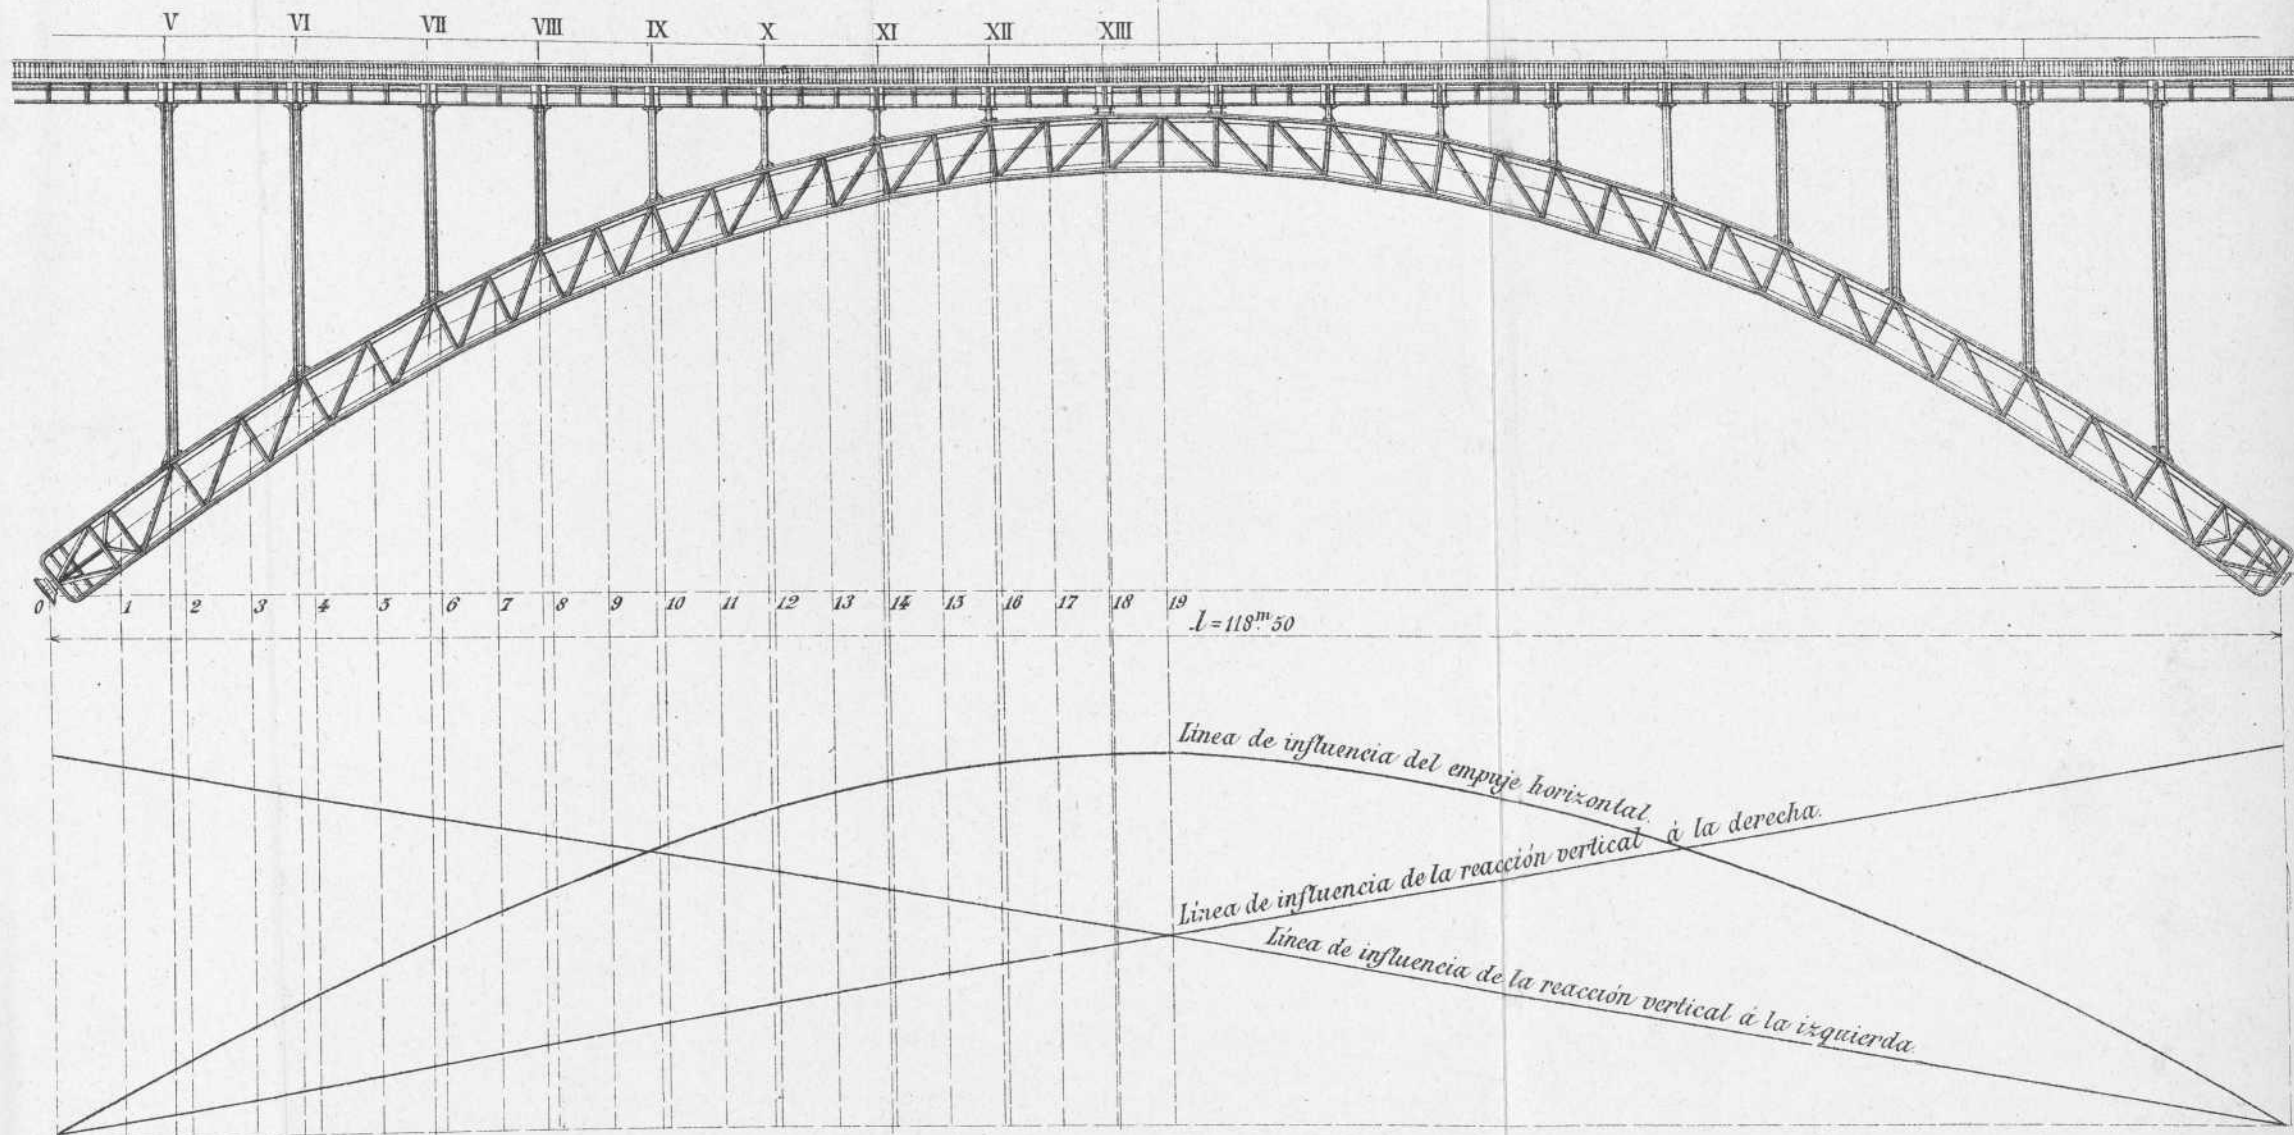 V VI VII VIII IX X XI XII XIII
0 1 2 3 4 5 6 7 8 9 10 11 12 13 14 15 16 17 18 19
l = 118ᵐ50
Línea de influencia del empuje horizontal.
Línea de influencia de la reacción vertical á la derecha.
Línea de influencia de la reacción vertical á la izquierda.